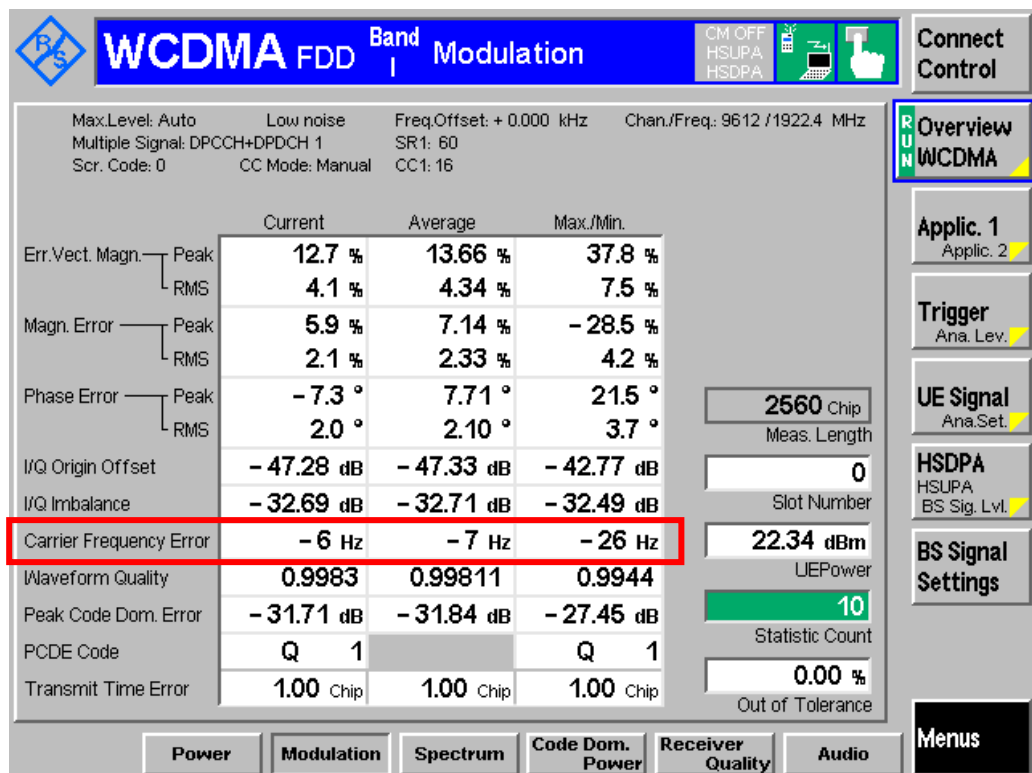 R/S WCDMA FDD Band I Modulation
CM OFF
HSUPA
HSDPA
Connect Control
Max.Level: Auto Low noise Freq.Offset: + 0.000 kHz Chan./Freq.: 9612 / 1922.4 MHz
Multiple Signal: DPCCH+DPDCH 1 SR1: 60
Scr. Code: 0 CC Mode: Manual CC1: 16
RUN Overview WCDMA
Current Average Max./Min.
Err.Vect. Magn. Peak 12.7 % 13.66 % 37.8 %
RMS 4.1 % 4.34 % 7.5 %
Magn. Error Peak 5.9 % 7.14 % – 28.5 %
RMS 2.1 % 2.33 % 4.2 %
Phase Error Peak – 7.3 ° 7.71 ° 21.5 °
RMS 2.0 ° 2.10 ° 3.7 °
I/Q Origin Offset – 47.28 dB – 47.33 dB – 42.77 dB
I/Q Imbalance – 32.69 dB – 32.71 dB – 32.49 dB
Carrier Frequency Error – 6 Hz – 7 Hz – 26 Hz
Waveform Quality 0.9983 0.99811 0.9944
Peak Code Dom. Error – 31.71 dB – 31.84 dB – 27.45 dB
PCDE Code Q 1 Q 1
Transmit Time Error 1.00 Chip 1.00 Chip 1.00 Chip
2560 Chip
Meas. Length
0
Slot Number
22.34 dBm
UEPower
10
Statistic Count
0.00 %
Out of Tolerance
Applic. 1
Applic. 2
Trigger
Ana. Lev.
UE Signal
Ana.Set.
HSDPA
HSUPA
BS Sig. Lvl.
BS Signal
Settings
Menus
Power Modulation Spectrum Code Dom. Power Receiver Quality Audio